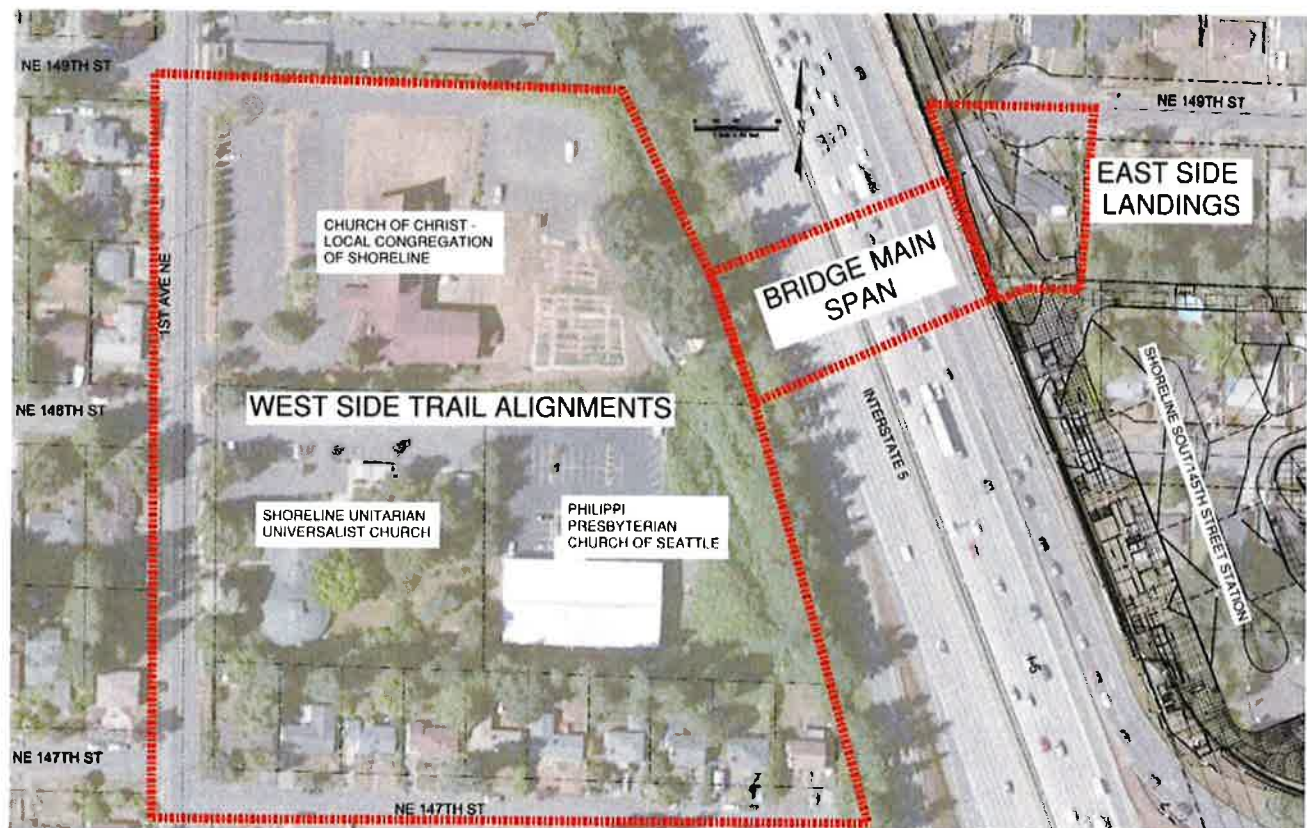 NE 149TH ST
NE 149TH ST
EAST SIDE
LANDINGS
CHURCH OF CHRIST -
LOCAL CONGREGATION
OF SHORELINE
1ST AVE NE
BRIDGE MAIN
SPAN
NE 148TH ST
WEST SIDE TRAIL ALIGNMENTS
INTERSTATE 5
SHORELINE SOUT/145TH STREET STATION
SHORELINE UNITARIAN
UNIVERSALIST CHURCH
PHILIPPI
PRESBYTERIAN
CHURCH OF SEATTLE
NE 147TH ST
NE 147TH ST